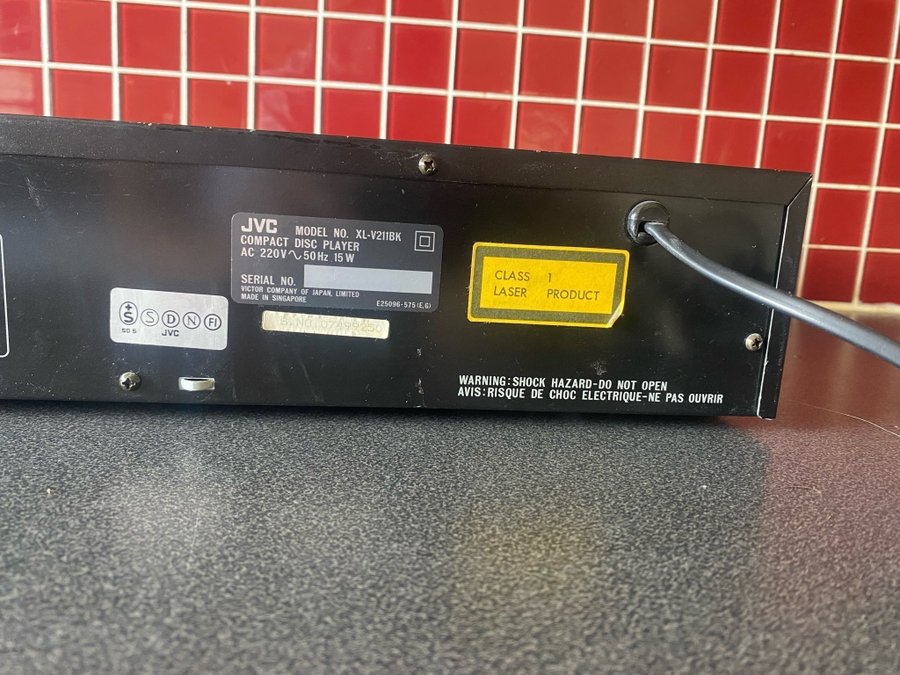 JVC MODEL NO. XL-V211BK
COMPACT DISC PLAYER
AC 220V~50Hz 15W
SERIAL NO.
VICTOR COMPANY OF JAPAN, LIMITED
MADE IN SINGAPORE E25096-575(E,G)
CLASS 1
LASER PRODUCT
S D N FI
JVC
WARNING:SHOCK HAZARD-DO NOT OPEN
AVIS:RISQUE DE CHOC ELECTRIQUE-NE PAS OUVRIR